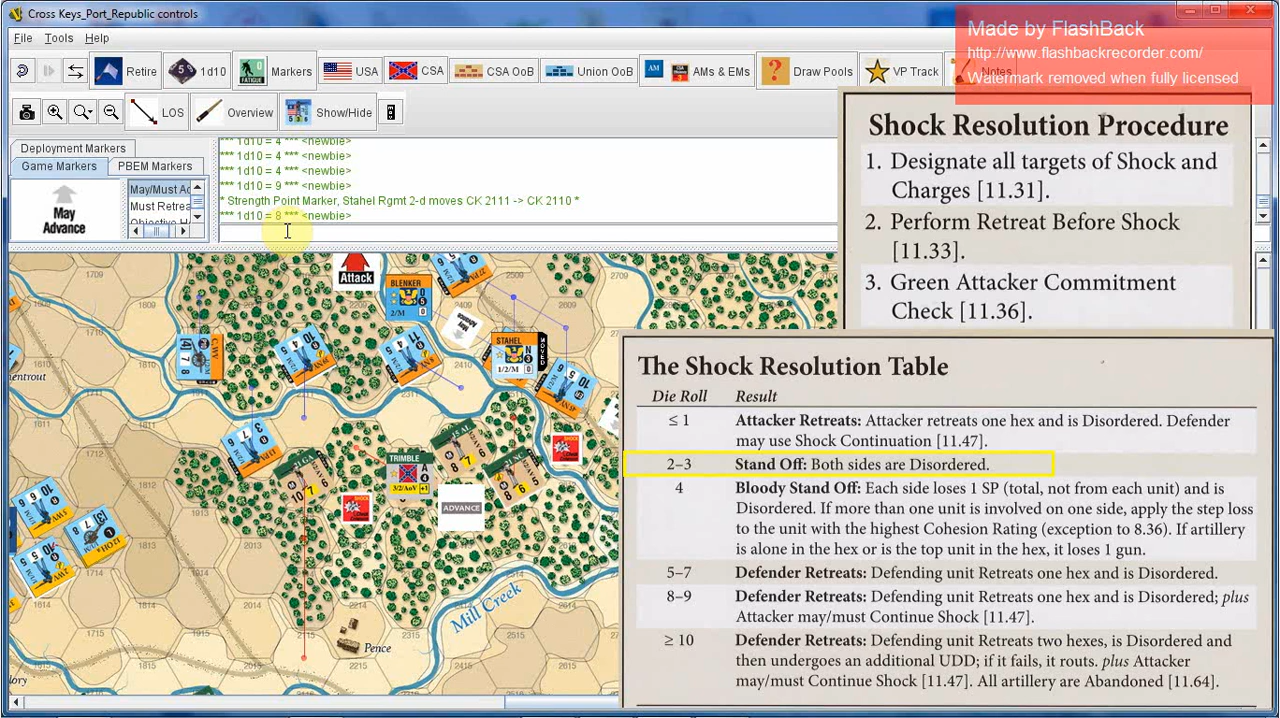 Cross Keys_Port_Republic controls
File Tools Help
Made by FlashBack
http://www.flashbackrecorder.com/
Watermark removed when fully licensed
Retire
1d10
Markers
USA
CSA
CSA OoB
Union OoB
AMs & EMs
Draw Pools
VP Track
Notes
LOS
Overview
Show/Hide
Deployment Markers
Game Markers
PBEM Markers
May
Advance
May/Must Ac
Must Retrea
*** 1d10 = 4 *** <newbie>
*** 1d10 = 4 *** <newbie>
*** 1d10 = 4 *** <newbie>
*** 1d10 = 9 *** <newbie>
* Strength Point Marker, Stahel Rgmt 2-d moves CK 2111 -> CK 2110 *
*** 1d10 = 8 *** <newbie>
Shock Resolution Procedure
1. Designate all targets of Shock and
Charges [11.31].
2. Perform Retreat Before Shock
[11.33].
3. Green Attacker Commitment
Check [11.36].
The Shock Resolution Table
Die Roll Result
≤ 1 Attacker Retreats: Attacker retreats one hex and is Disordered. Defender
may use Shock Continuation [11.47].
2–3 Stand Off: Both sides are Disordered.
4 Bloody Stand Off: Each side loses 1 SP (total, not from each unit) and is
Disordered. If more than one unit is involved on one side, apply the step loss
to the unit with the highest Cohesion Rating (exception to 8.36). If artillery
is alone in the hex or is the top unit in the hex, it loses 1 gun.
5–7 Defender Retreats: Defending unit Retreats one hex and is Disordered.
8–9 Defender Retreats: Defending unit Retreats one hex and is Disordered; plus
Attacker may/must Continue Shock [11.47].
≥ 10 Defender Retreats: Defending unit Retreats two hexes, is Disordered and
then undergoes an additional UDD; if it fails, it routs. plus Attacker
may/must Continue Shock [11.47]. All artillery are Abandoned [11.64].
Attack
BLENKER
2/M
STAHEL
1/2/M
MOVED
TRIMBLE
3/2/AoV
+1
ADVANCE
Mill Creek
Pence